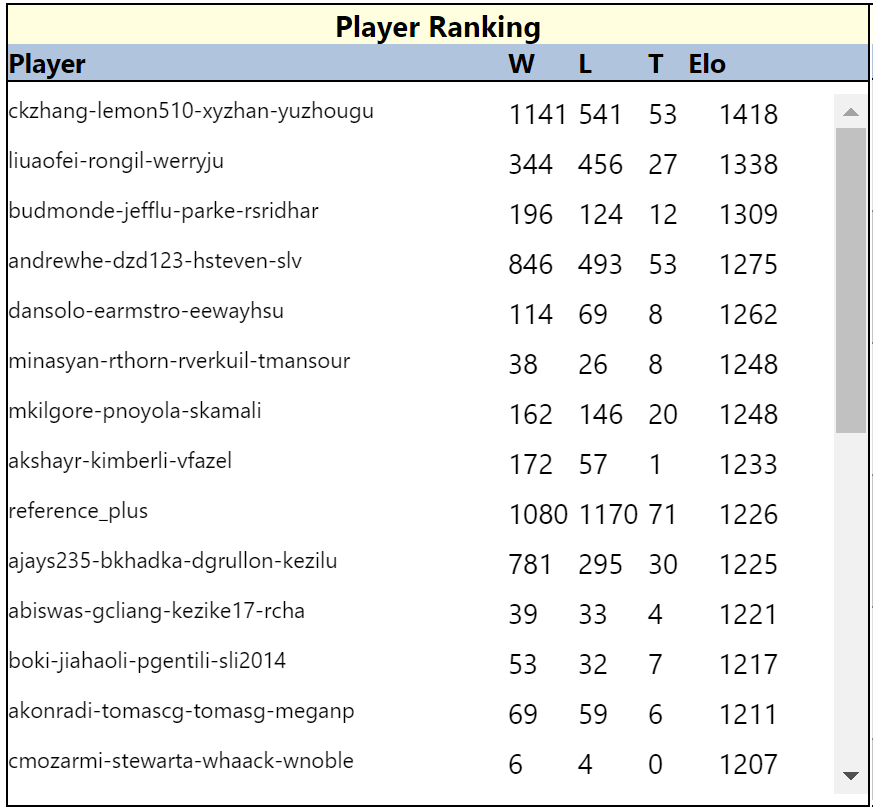 Player Ranking
Player W L T Elo
ckzhang-lemon510-xyzhan-yuzhougu 1141 541 53 1418
liuaofei-rongil-werryju 344 456 27 1338
budmonde-jefflu-parke-rsridhar 196 124 12 1309
andrewhe-dzd123-hsteven-slv 846 493 53 1275
dansolo-earmstro-eewayhsu 114 69 8 1262
minasyan-rthorn-rverkuil-tmansour 38 26 8 1248
mkilgore-pnoyola-skamali 162 146 20 1248
akshayr-kimberli-vfazel 172 57 1 1233
reference_plus 1080 1170 71 1226
ajays235-bkhadka-dgrullon-kezilu 781 295 30 1225
abiswas-gcliang-kezike17-rcha 39 33 4 1221
boki-jiahaoli-pgentili-sli2014 53 32 7 1217
akonradi-tomascg-tomasg-meganp 69 59 6 1211
cmozarmi-stewarta-whaack-wnoble 6 4 0 1207